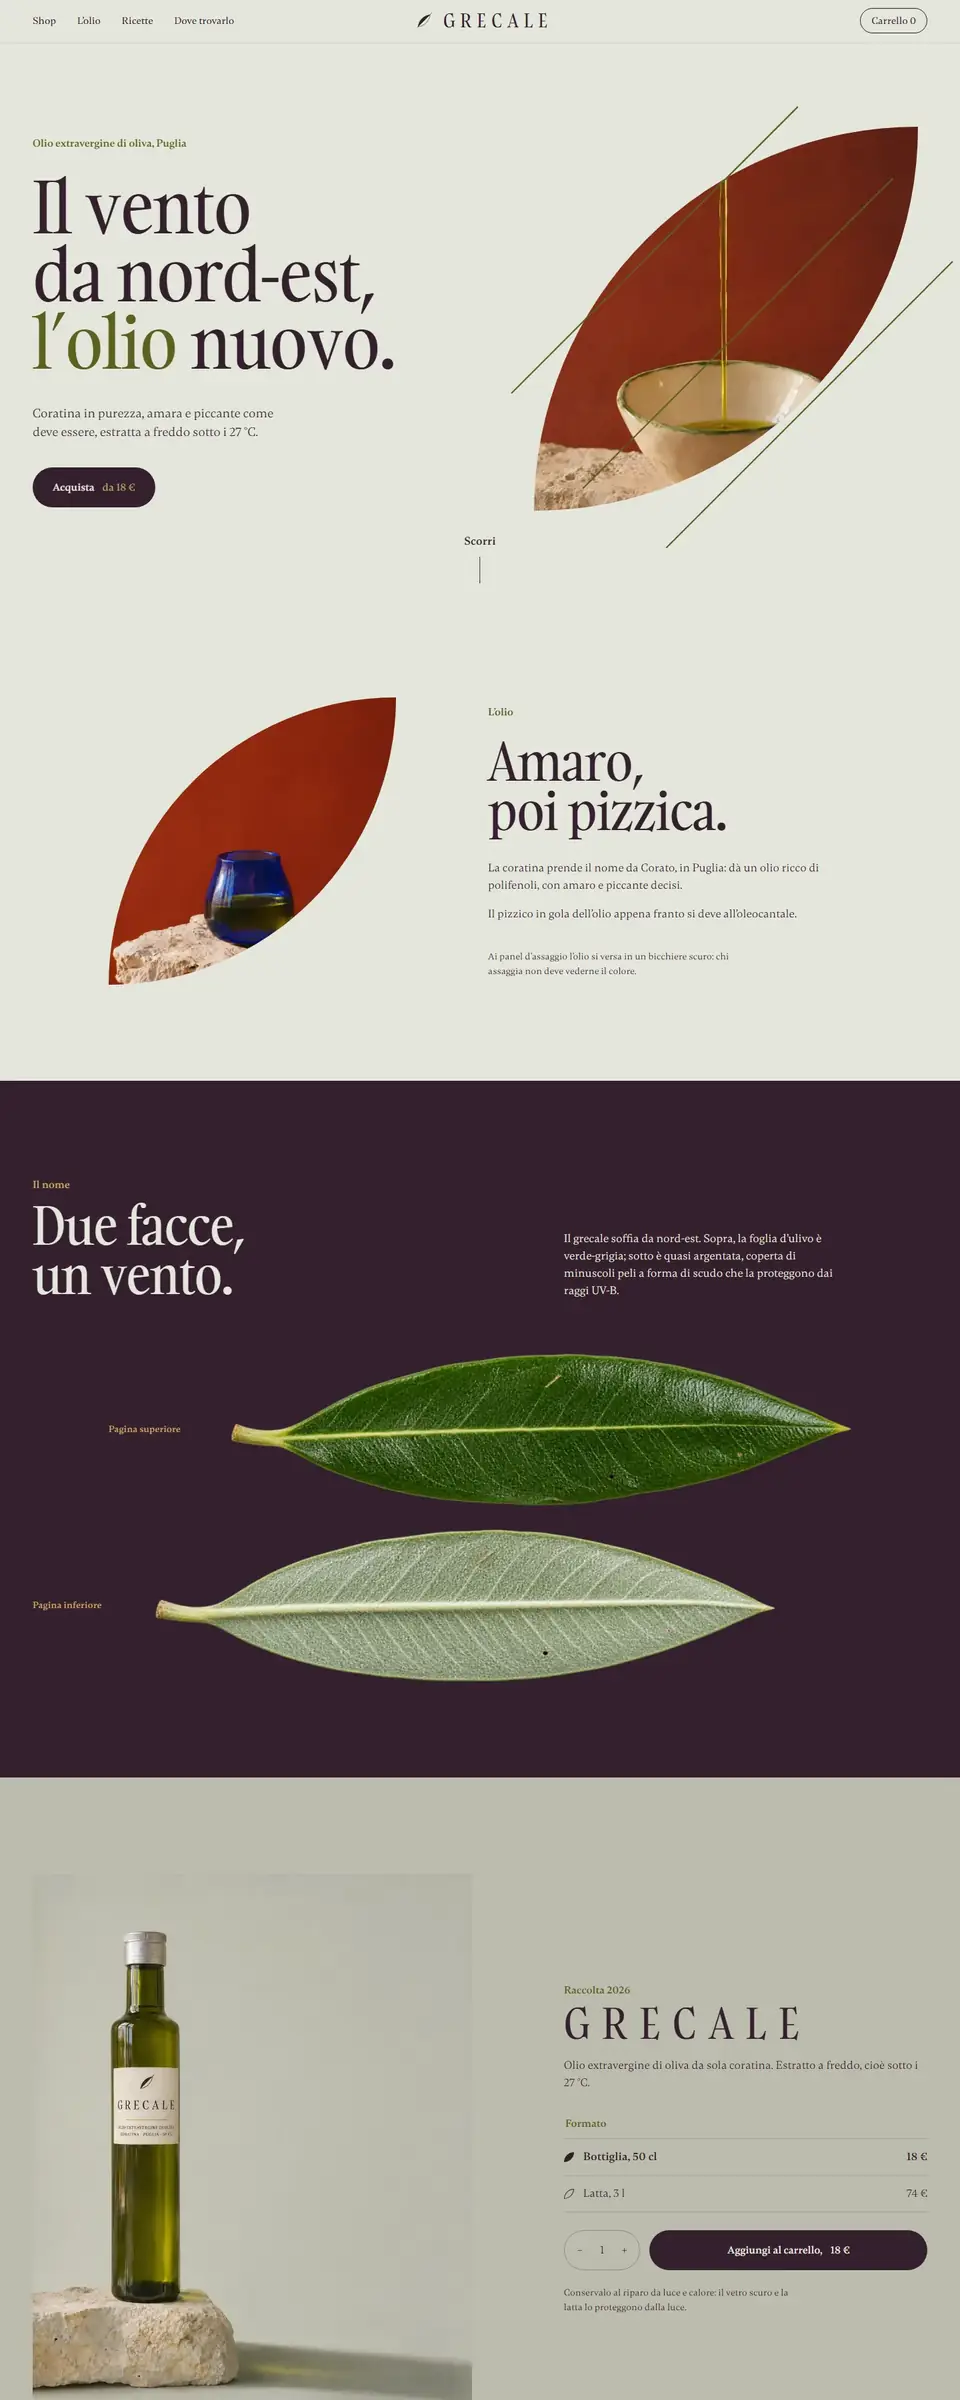 Shop
L'olio
Ricette
Dove trovarlo
GRECALE
Carrello 0
Olio extravergine di oliva, Puglia
Il vento
da nord-est,
l'olio nuovo.
Coratina in purezza, amara e piccante come
deve essere, estratta a freddo sotto i 27 °C.
Acquista da 18 €
Scorri
L'olio
Amaro,
poi pizzica.
La coratina prende il nome da Corato, in Puglia: dà un olio ricco di
polifenoli, con amaro e piccante decisi.
Il pizzico in gola dell'olio appena franto si deve all'oleocantale.
Ai panel d'assaggio l'olio si versa in un bicchiere scuro: chi
assaggia non deve vederne il colore.
Il nome
Due facce,
un vento.
Il grecale soffia da nord-est. Sopra, la foglia d'ulivo è
verde-grigia; sotto è quasi argentata, coperta di
minuscoli peli a forma di scudo che la proteggono dai
raggi UV-B.
Pagina superiore
Pagina inferiore
GRECALE
Raccolta 2026
GRECALE
Olio extravergine di oliva da sola coratina. Estratto a freddo, cioè sotto i
27 °C.
Formato
Bottiglia, 50 cl 18 €
Latta, 3 l 74 €
- 1 +
Aggiungi al carrello, 18 €
Conservalo al riparo da luce e calore: il vetro scuro e la
latta lo proteggono dalla luce.